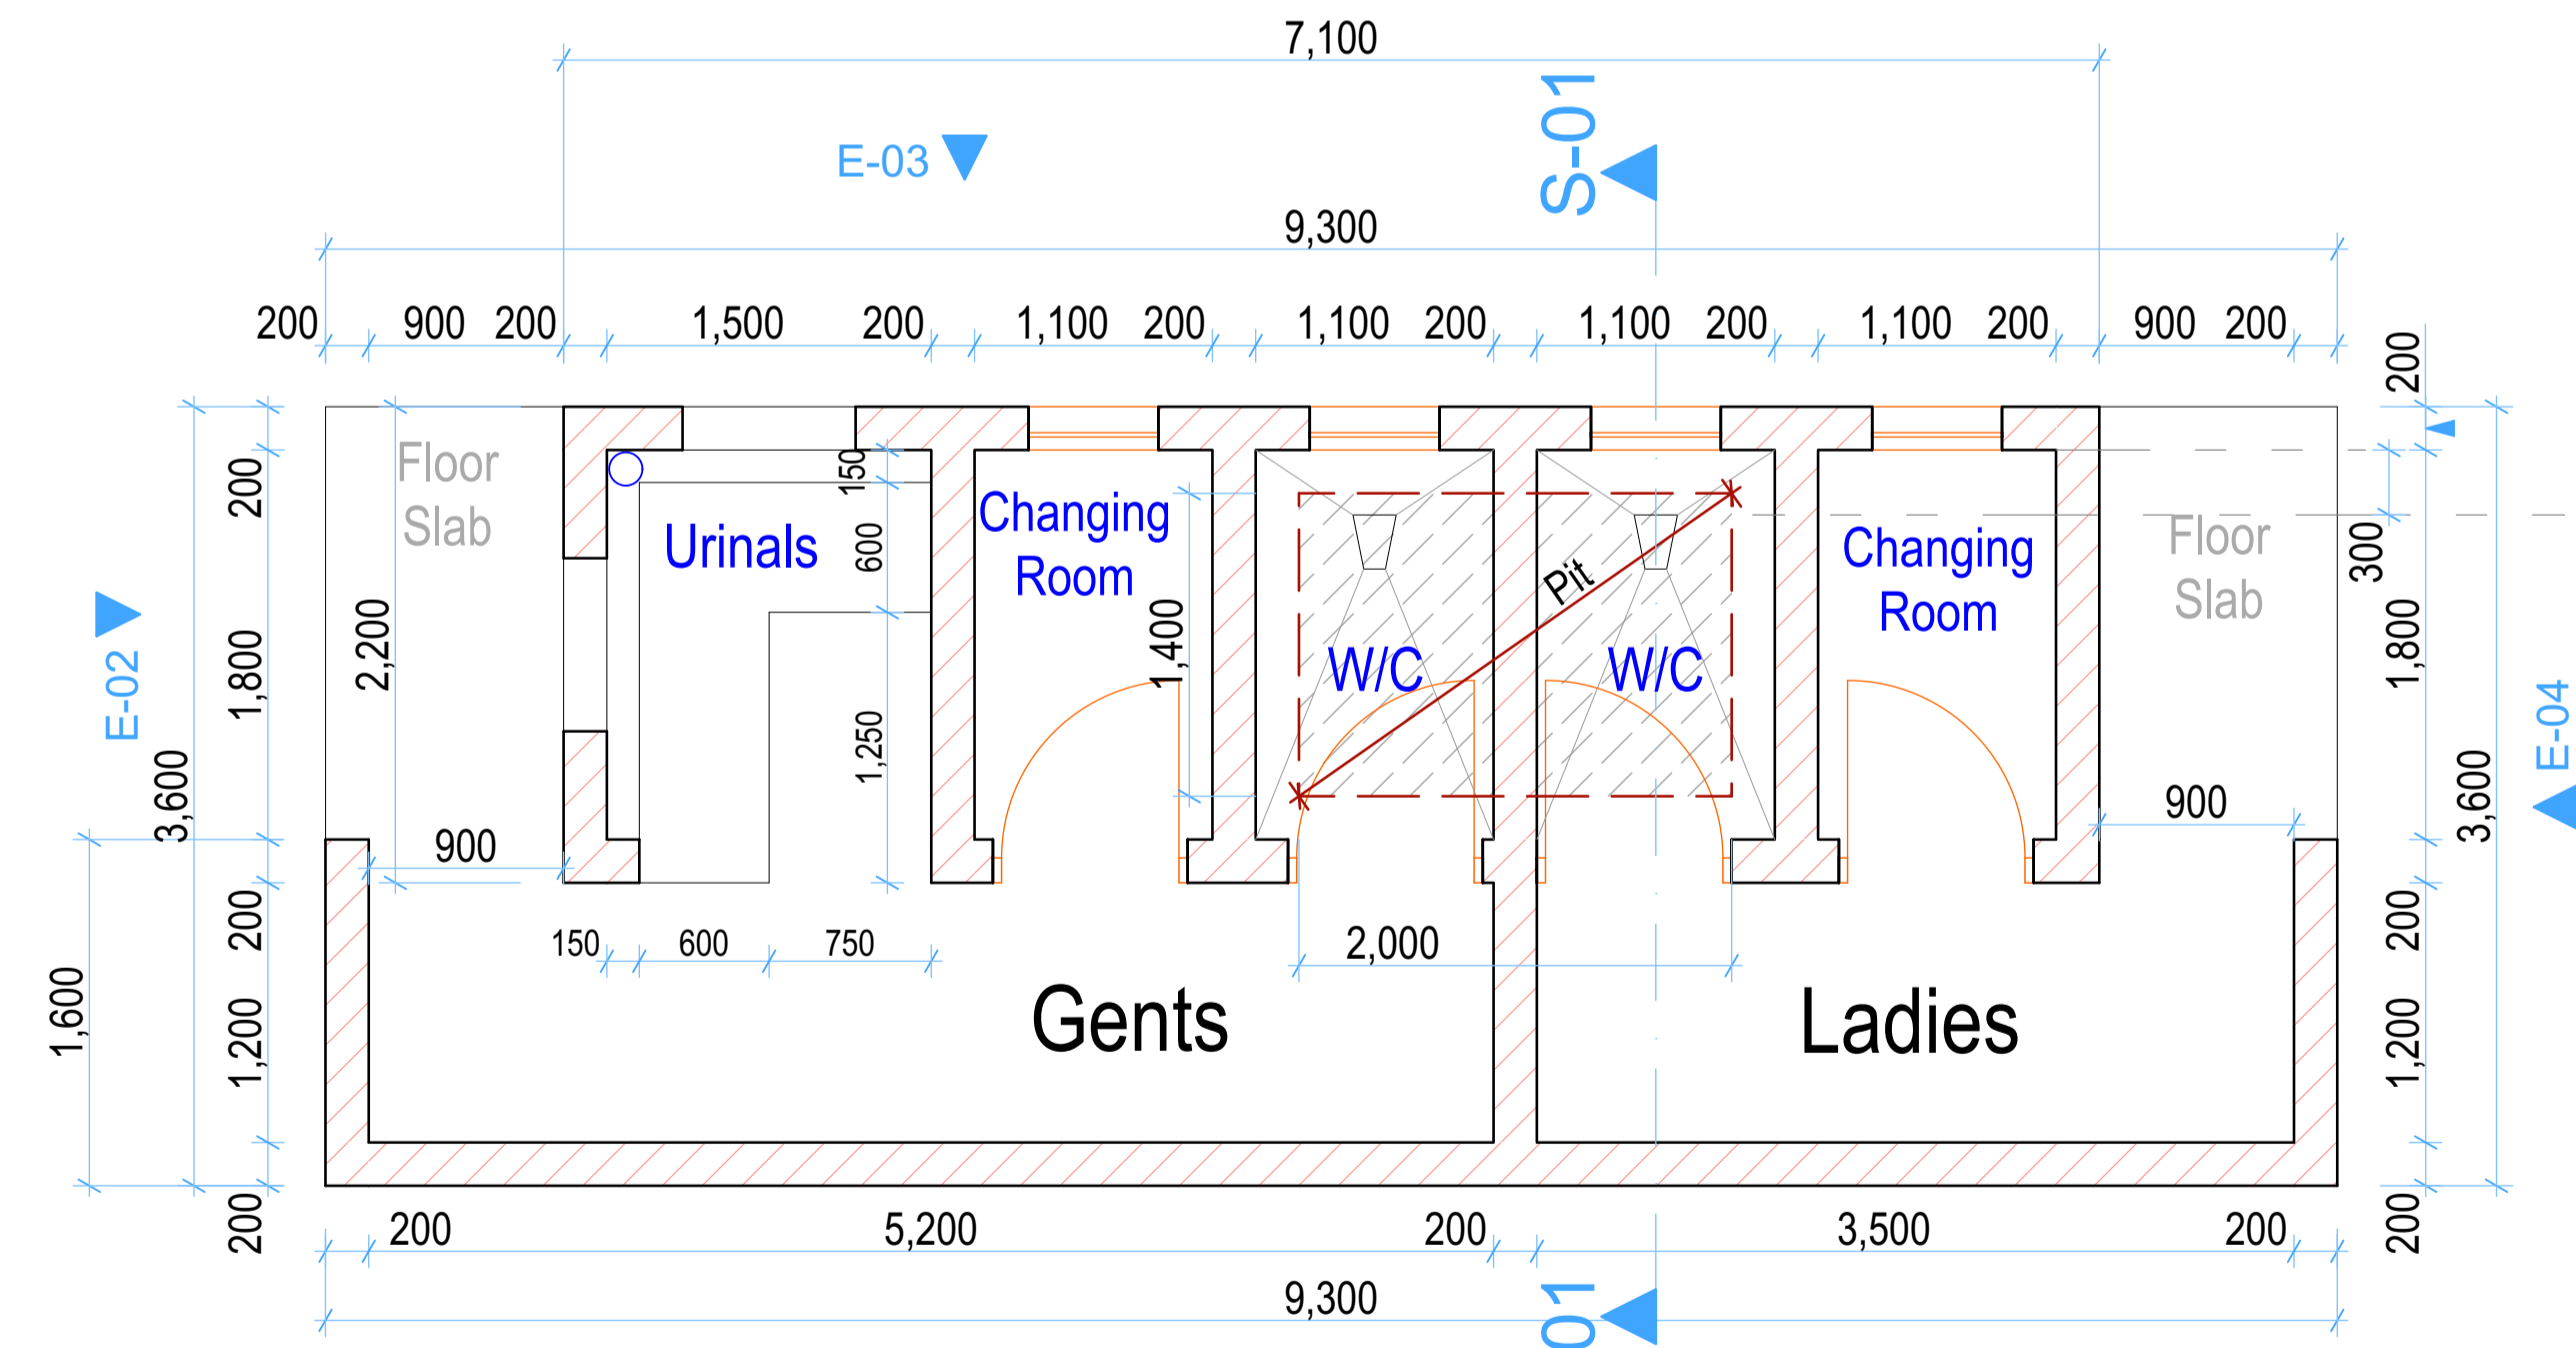 7,100
S-01
E-03
9,300
200 900 200 1,500 200 1,100 200 1,100 200 1,100 200 1,100 200 900 200
200
Floor
Slab
200
150
Changing
Room
Urinals
600
Changing
Room
Floor
Slab
300
Pit
2,200
1,400
1,800
W/C
W/C
1,800
E-02
E-04
1,250
3,600
3,600
900
900
200
150 600 750
2,000
200
1,600
1,200
Gents
Ladies
1,200
200
200 5,200 200 3,500 200
200
9,300
01